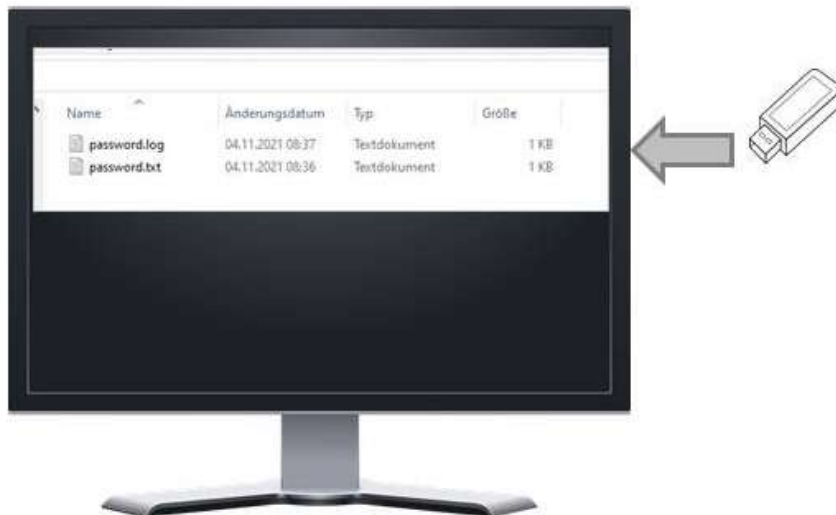 Name Änderungsdatum Typ Größe
password.log 04.11.2021 08:37 Textdokument 1 KB
password.txt 04.11.2021 08:36 Textdokument 1 KB